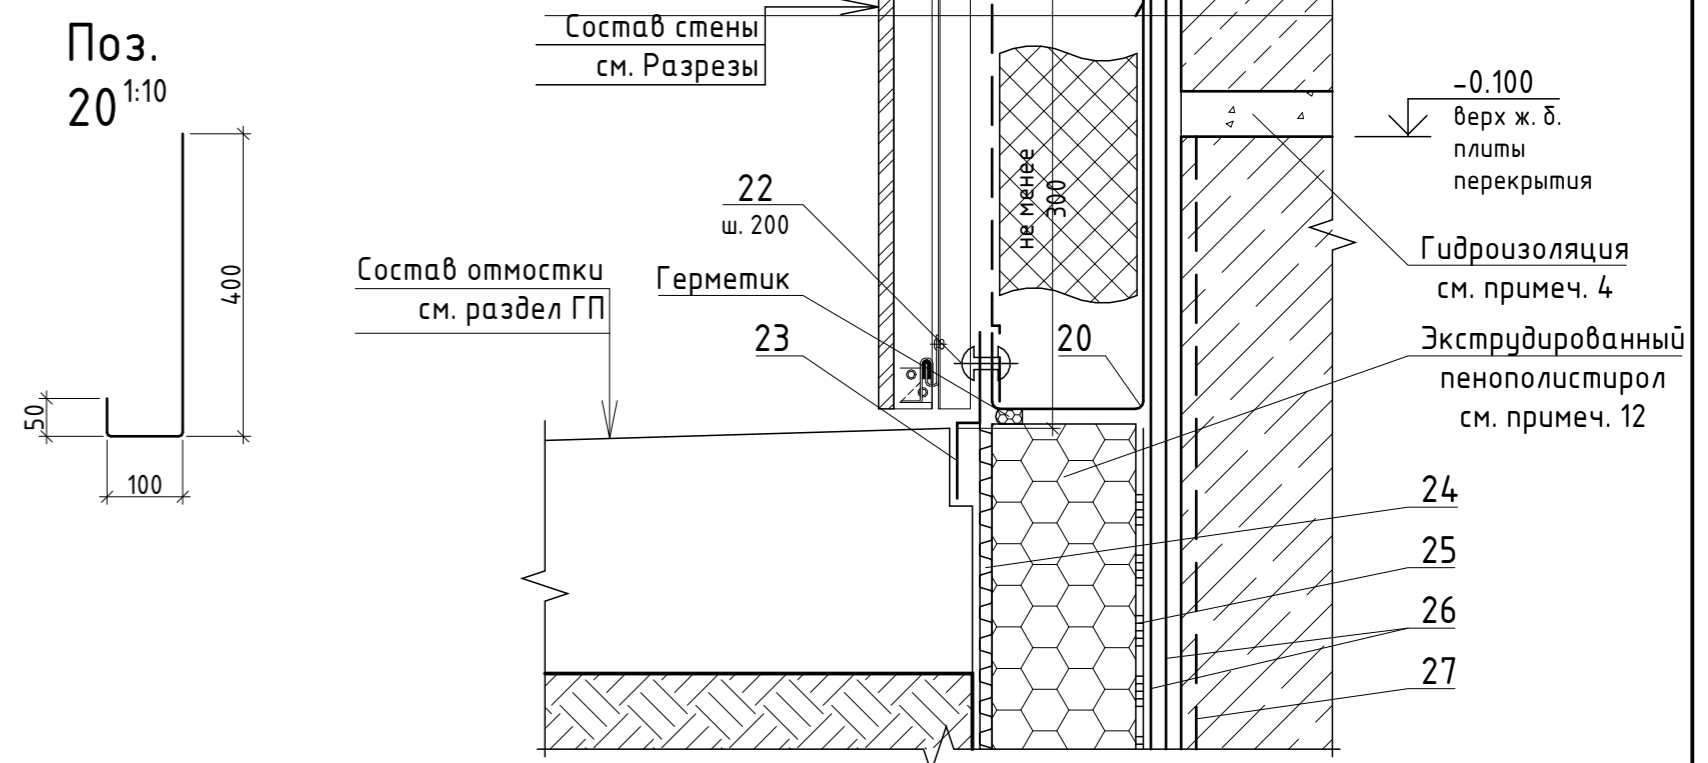 Поз.
20 1:10
400
50
100
Состав стены
см. Разрезы
22
ш. 200
Состав отмостки
см. раздел ГП
Герметик
23
не менее
300
20
-0.100
верх ж. б.
плиты
перекрытия
Гидроизоляция
см. примеч. 4
Экструдированный
пенополистирол
см. примеч. 12
24
25
26
27